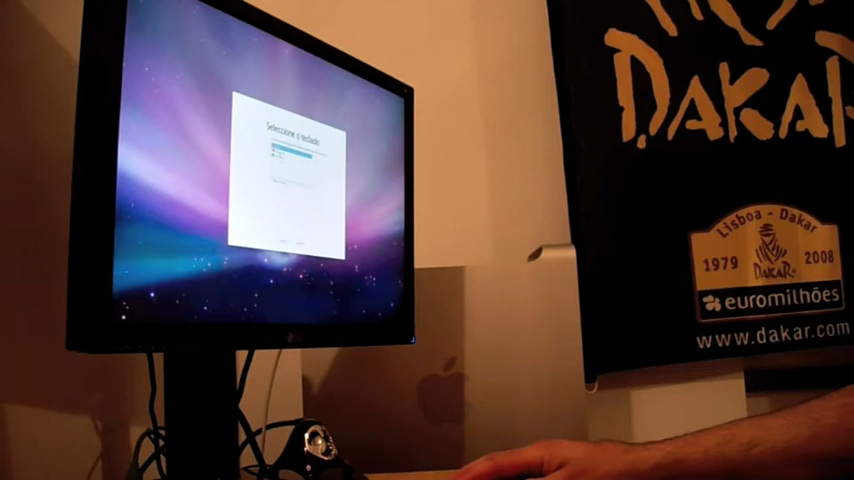 Seleccione o teclado
DAKAR
Lisboa - Dakar
1979
2008
DAKAR
euromilhões
www.dakar.com
LG